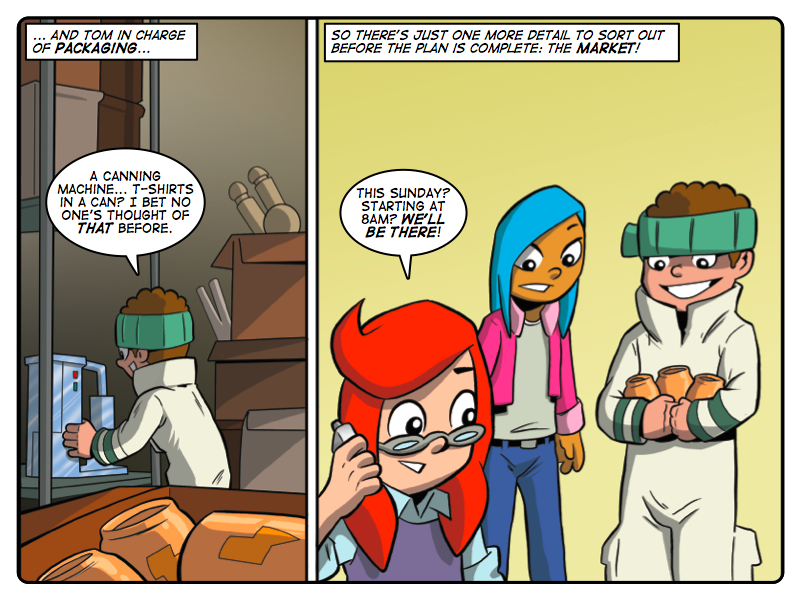 ... AND TOM IN CHARGE
OF PACKAGING...
A CANNING
MACHINE... T-SHIRTS
IN A CAN? I BET NO
ONE'S THOUGHT OF
THAT BEFORE.
SO THERE'S JUST ONE MORE DETAIL TO SORT OUT
BEFORE THE PLAN IS COMPLETE: THE MARKET!
THIS SUNDAY?
STARTING AT
8AM? WE'LL
BE THERE!